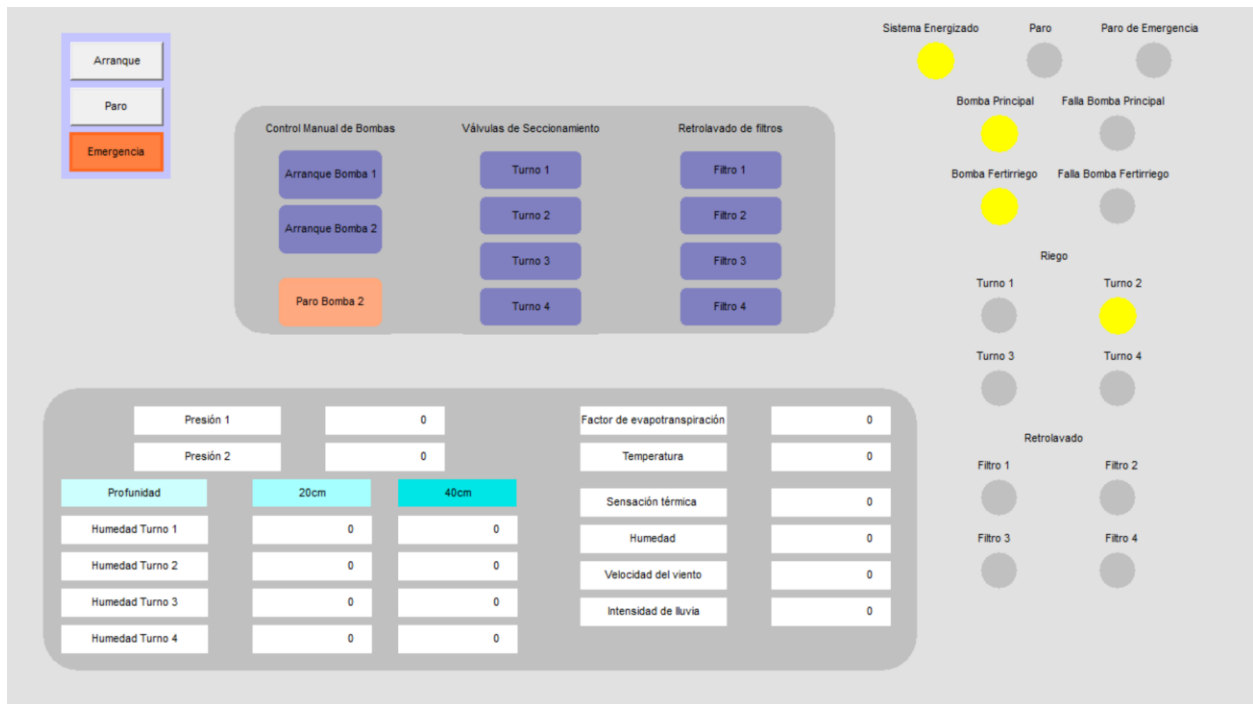 Arranque
Paro
Emergencia
Control Manual de Bombas
Arranque Bomba 1
Arranque Bomba 2
Paro Bomba 2
Válvulas de Seccionamiento
Turno 1
Turno 2
Turno 3
Turno 4
Retrolavado de filtros
Filtro 1
Filtro 2
Filtro 3
Filtro 4
Sistema Energizado
Paro
Paro de Emergencia
Bomba Principal
Falla Bomba Principal
Bomba Fertirriego
Falla Bomba Fertirriego
Riego
Turno 1
Turno 2
Turno 3
Turno 4
Retrolavado
Filtro 1
Filtro 2
Filtro 3
Filtro 4
Presión 1 0
Presión 2 0
Profunidad 20cm 40cm
Humedad Turno 1 0 0
Humedad Turno 2 0 0
Humedad Turno 3 0 0
Humedad Turno 4 0 0
Factor de evapotranspiración 0
Temperatura 0
Sensación térmica 0
Humedad 0
Velocidad del viento 0
Intensidad de lluvia 0